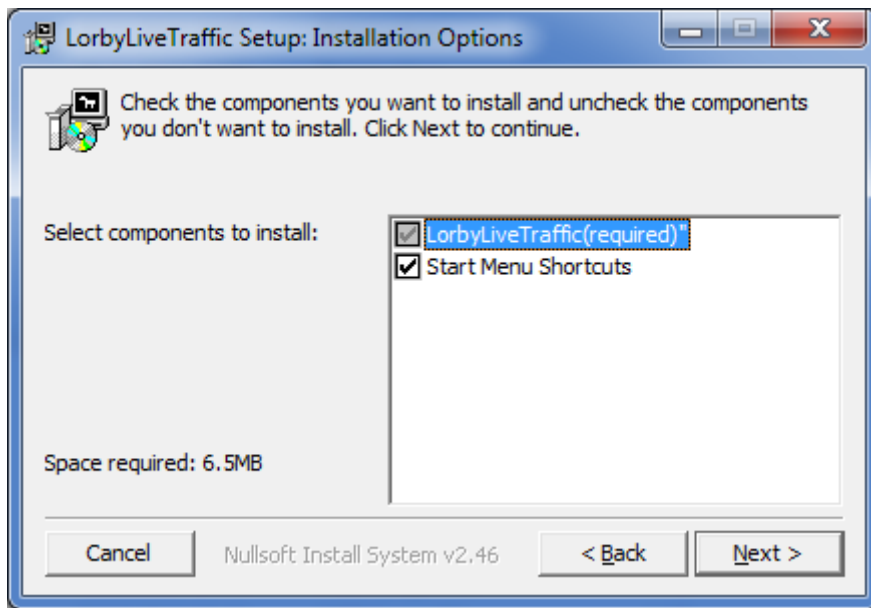 LorbyLiveTraffic Setup: Installation Options
Check the components you want to install and uncheck the components
you don't want to install. Click Next to continue.
Select components to install:
LorbyLiveTraffic(required)"
Start Menu Shortcuts
Space required: 6.5MB
Cancel
Nullsoft Install System v2.46
< Back
Next >